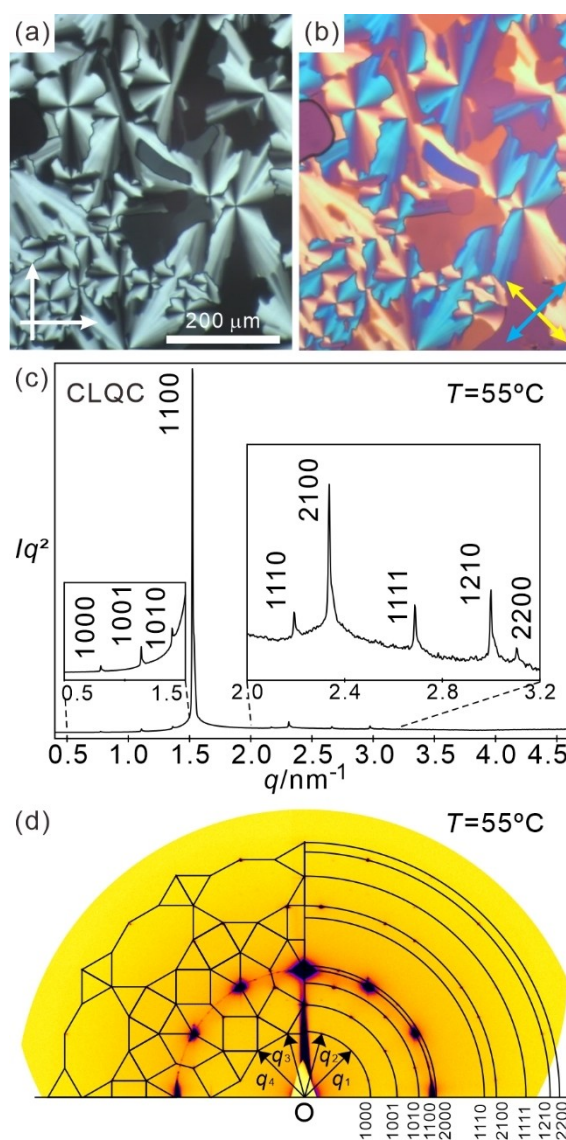 (a)
(b)
200 μm
(c)
CLQC
1100
T=55ºC
Iq²
1000
1001
1010
0.5
1.5
1110
2100
1111
1210
2200
2.0
2.4
2.8
3.2
0.5
1.0
1.5
2.0
2.5
3.0
3.5
4.0
4.5
q/nm⁻¹
(d)
T=55ºC
q₄
q₃
q₂
q₁
O
1000
1001
1010
1100
2000
1110
2100
1111
1210
2200